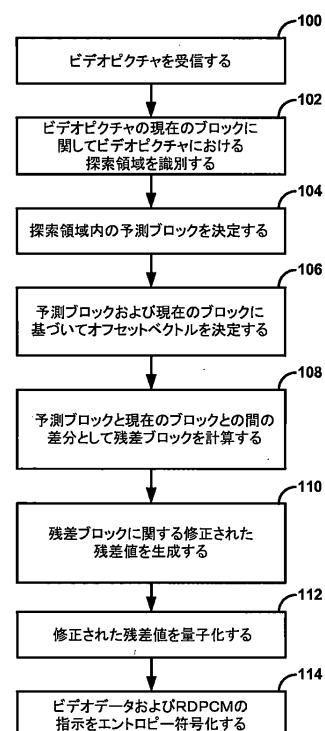 100
ビデオピクチャを受信する
102
ビデオピクチャの現在のブロックに
関してビデオピクチャにおける
探索領域を識別する
104
探索領域内の予測ブロックを決定する
106
予測ブロックおよび現在のブロックに
基づいてオフセットベクトルを決定する
108
予測ブロックと現在のブロックとの間の
差分として残差ブロックを計算する
110
残差ブロックに関する修正された
残差値を生成する
112
修正された残差値を量子化する
114
ビデオデータおよびRDPCMの
指示をエントロピー符号化する